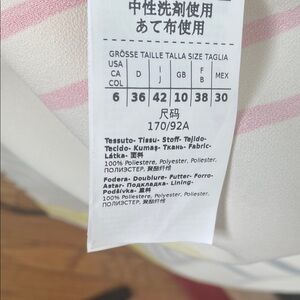 中性洗剤使用
あて布使用
GRÖSSE TAILLE TALLA SIZE TAGLIA
USA CA COL D I J GB F B MEX
6 36 42 10 38 30
尺码
170/92A
Tessuto- Tissu- Stoff- Tejido-
Tecido- Kumaş- Ткань- Fabric-
Látka- 面料
100% Poliestere, Polyester, Poliester,
ПОЛИЭСТЕР, 聚酯纤维
Fodera- Doublure- Futter- Forro-
Astar- Подкладка- Lining-
Podšívka- 里料
100% Poliestere, Polyester, Poliester,
ПОЛИЭСТЕР, 聚酯纤维